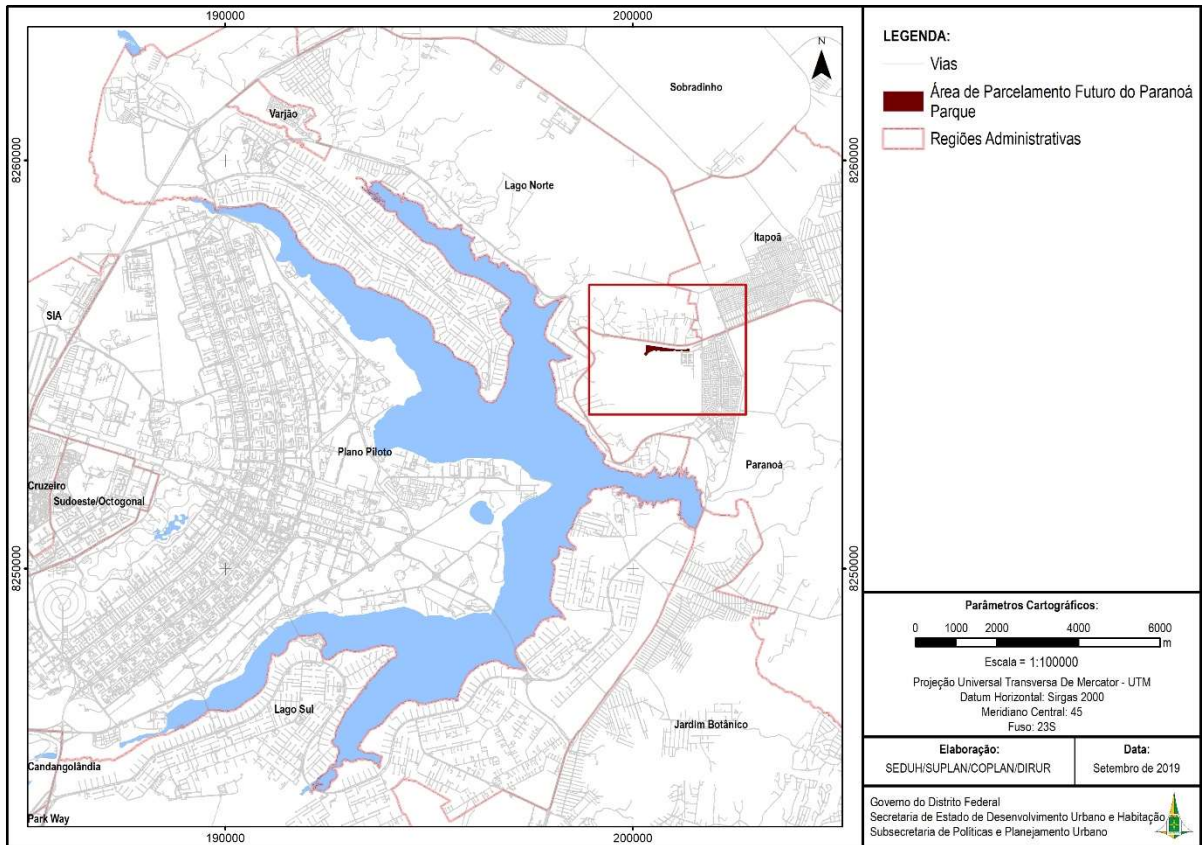 190000
200000
8260000
8250000
8260000
8250000
190000
200000
N
Sobradinho
Varjão
Lago Norte
Itapoã
SIA
Plano Piloto
Paranoá
Cruzeiro
Sudoeste/Octogonal
Lago Sul
Jardim Botânico
Candangolândia
Park Way
LEGENDA:
Vias
Área de Parcelamento Futuro do Paranoá
Parque
Regiões Administrativas
Parâmetros Cartográficos:
0 1000 2000 4000 6000
m
Escala = 1:100000
Projeção Universal Transversa De Mercator - UTM
Datum Horizontal: Sirgas 2000
Meridiano Central: 45
Fuso: 23S
Elaboração:
SEDUH/SUPLAN/COPLAN/DIRUR
Data:
Setembro de 2019
Governo do Distrito Federal
Secretaria de Estado de Desenvolvimento Urbano e Habitação
Subsecretaria de Políticas e Planejamento Urbano